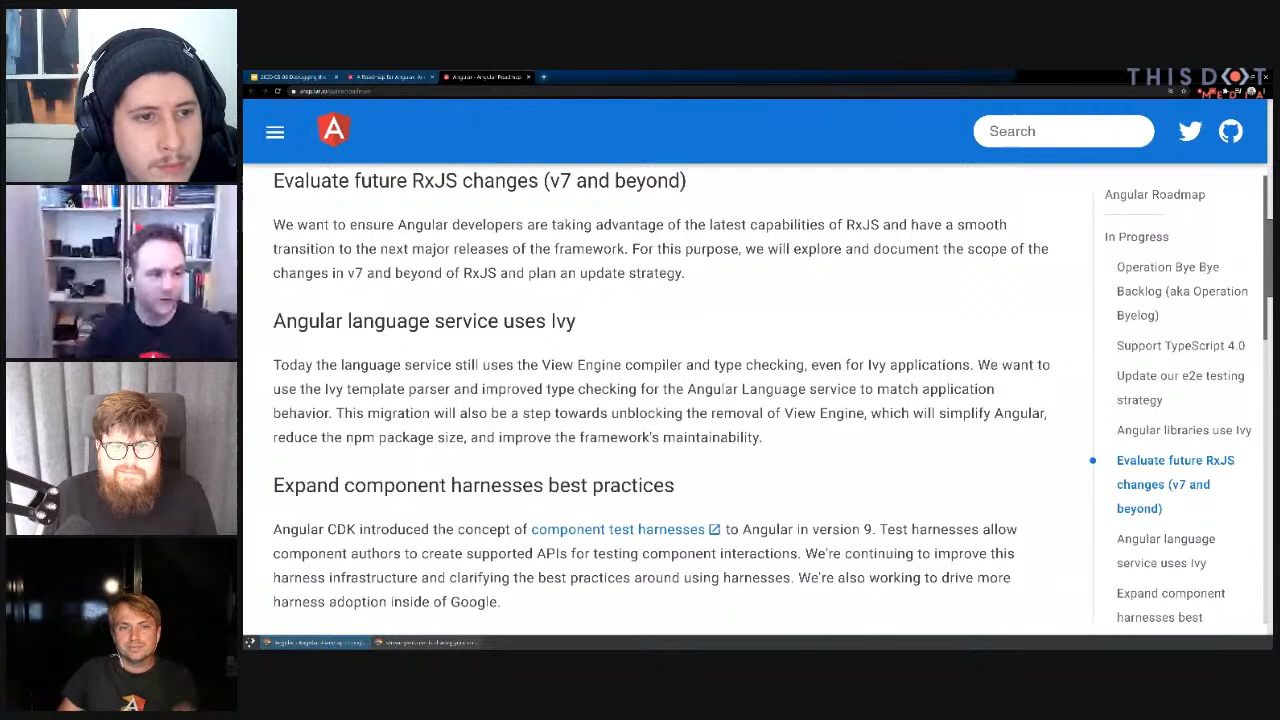 THIS DOT
MEDIA
angular.io/guide/roadmap
A
Search
Evaluate future RxJS changes (v7 and beyond)
We want to ensure Angular developers are taking advantage of the latest capabilities of RxJS and have a smooth
transition to the next major releases of the framework. For this purpose, we will explore and document the scope of the
changes in v7 and beyond of RxJS and plan an update strategy.
Angular language service uses Ivy
Today the language service still uses the View Engine compiler and type checking, even for Ivy applications. We want to
use the Ivy template parser and improved type checking for the Angular Language service to match application
behavior. This migration will also be a step towards unblocking the removal of View Engine, which will simplify Angular,
reduce the npm package size, and improve the framework's maintainability.
Expand component harnesses best practices
Angular CDK introduced the concept of component test harnesses to Angular in version 9. Test harnesses allow
component authors to create supported APIs for testing component interactions. We're continuing to improve this
harness infrastructure and clarifying the best practices around using harnesses. We're also working to drive more
harness adoption inside of Google.
Angular Roadmap
In Progress
Operation Bye Bye
Backlog (aka Operation
Byelog)
Support TypeScript 4.0
Update our e2e testing
strategy
Angular libraries use Ivy
Evaluate future RxJS
changes (v7 and
beyond)
Angular language
service uses Ivy
Expand component
harnesses best